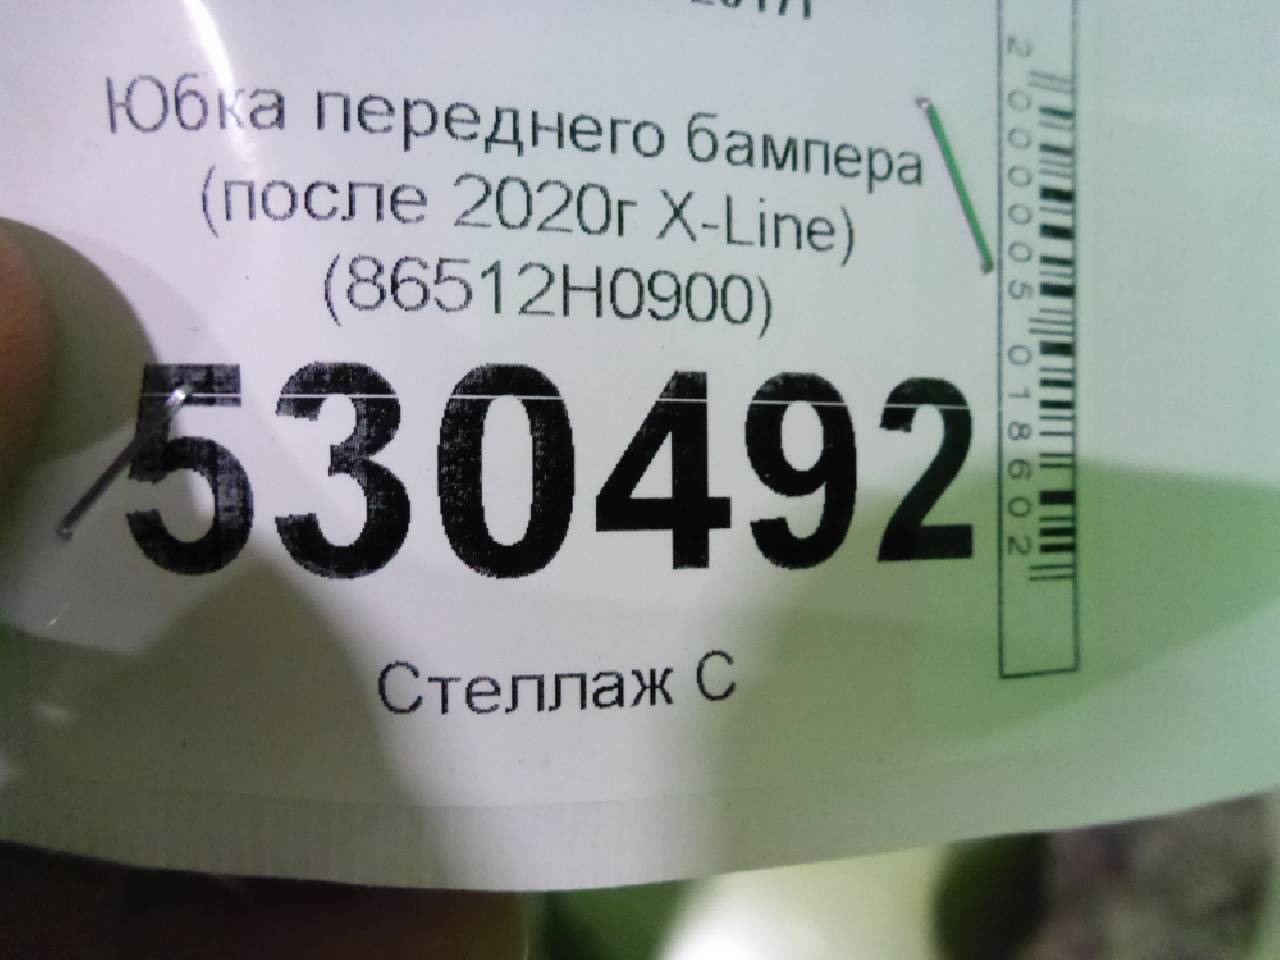 Юбка переднего бампера
(после 2020г X-Line)
(86512H0900)
530492
Стеллаж С
2000005018602